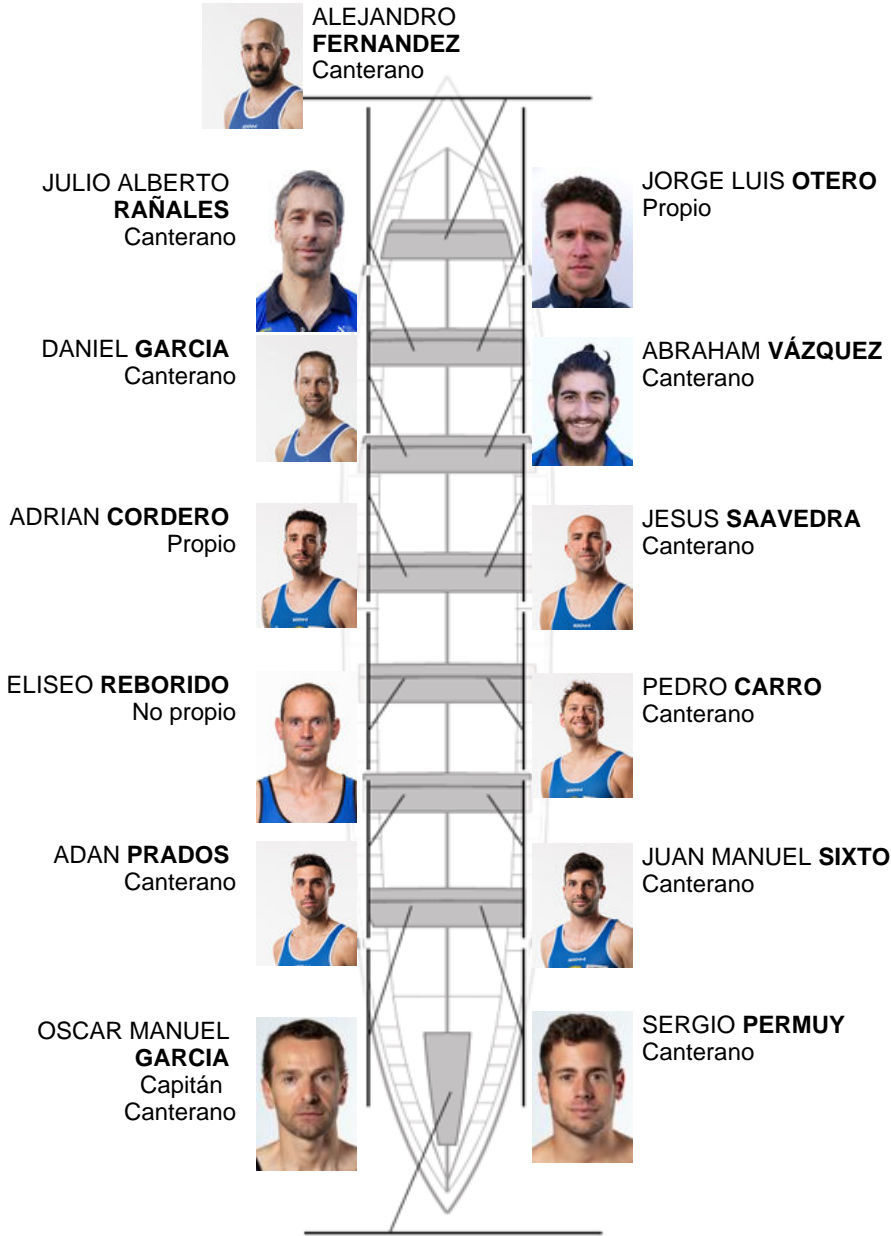 ALEJANDRO
FERNANDEZ
Canterano
JULIO ALBERTO
RAÑALES
Canterano
JORGE LUIS OTERO
Propio
DANIEL GARCIA
Canterano
ABRAHAM VÁZQUEZ
Canterano
ADRIAN CORDERO
Propio
JESUS SAAVEDRA
Canterano
ELISEO REBORIDO
No propio
PEDRO CARRO
Canterano
ADAN PRADOS
Canterano
JUAN MANUEL SIXTO
Canterano
OSCAR MANUEL
GARCIA
Capitán
Canterano
SERGIO PERMUY
Canterano